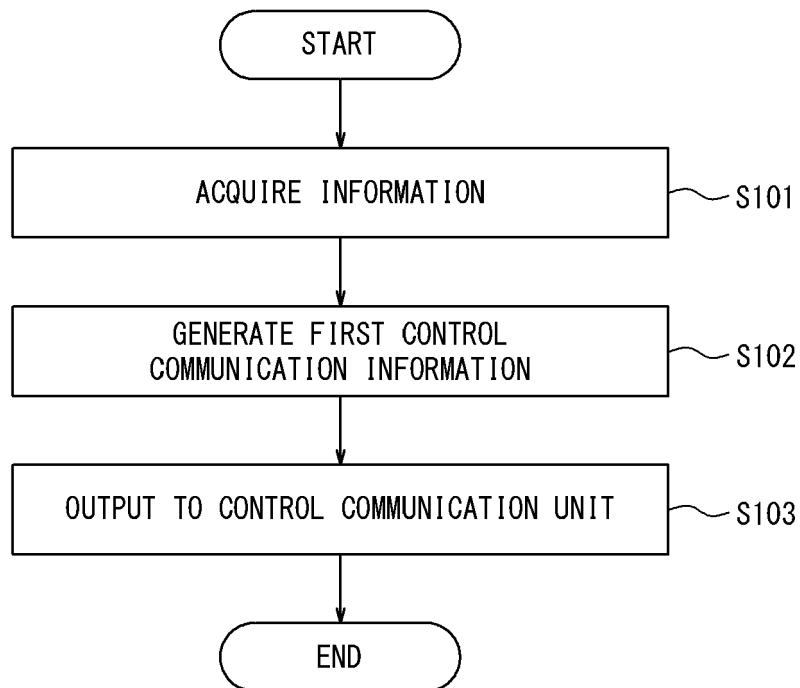 START
ACQUIRE INFORMATION
S101
GENERATE FIRST CONTROL
COMMUNICATION INFORMATION
S102
OUTPUT TO CONTROL COMMUNICATION UNIT
S103
END